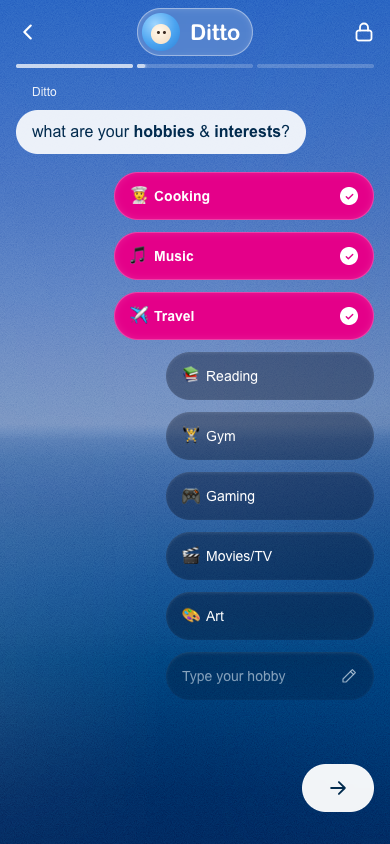 Ditto
Ditto
what are your hobbies & interests?
Cooking
Music
Travel
Reading
Gym
Gaming
Movies/TV
Art
Type your hobby